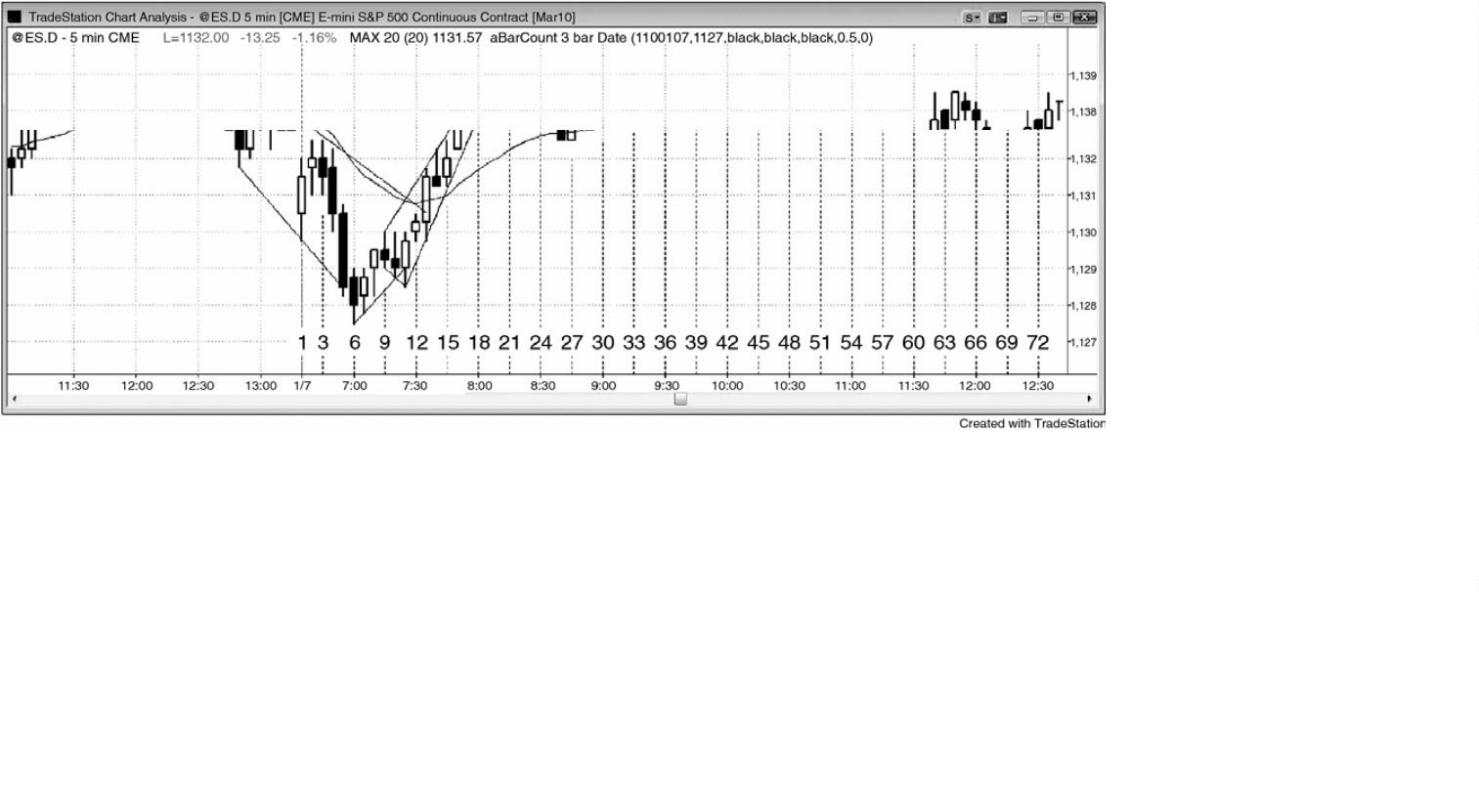 TradeStation Chart Analysis - @ES.D 5 min [CME] E-mini S&P 500 Continuous Contract [Mar10]
@ES.D - 5 min CME L=1132.00 -13.25 -1.16% MAX 20 (20) 1131.57 aBarCount 3 bar Date (1100107,1127,black,black,black,0.5,0)
1,139
1,138
1,132
1,131
1,130
1,129
1,128
1 3 6 9 12 15 18 21 24 27 30 33 36 39 42 45 48 51 54 57 60 63 66 69 72 1,127
11:30 12:00 12:30 13:00 1/7 7:00 7:30 8:00 8:30 9:00 9:30 10:00 10:30 11:00 11:30 12:00 12:30
Created with TradeStation